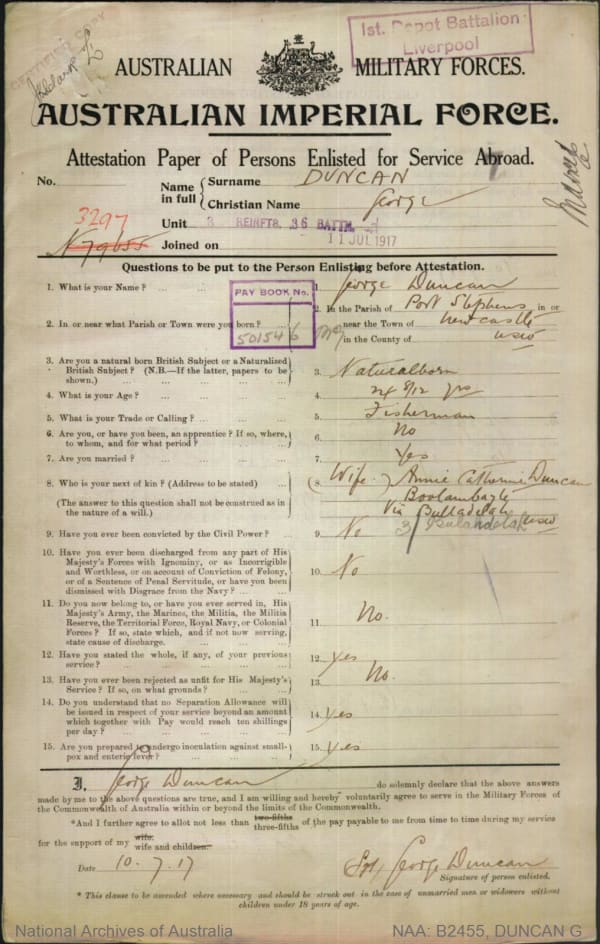 1st. Depot Battalion
Liverpool
AUSTRALIAN MILITARY FORCES.
AUSTRALIAN IMPERIAL FORCE.
Attestation Paper of Persons Enlisted for Service Abroad.
No. Name in full { Surname DUNCAN
Christian Name George
3297
N79655
Unit 8 REINFTS. 36 BATTN
Joined on 11 JUL 1917
Questions to be put to the Person Enlisting before Attestation.
1. What is your Name? ... 1. George Duncan
PAY BOOK No.
501546
2. In or near what Parish or Town were you born? ... 2. In the Parish of Port Stephens, in or
near the Town of Newcastle
in the County of NSW
3. Are you a natural born British Subject or a Naturalized
British Subject? (N.B.—If the latter, papers to be
shown.) ... 3. Naturalborn
4. What is your Age? ... 4. 24 8/12 yrs
5. What is your Trade or Calling? ... 5. Fisherman
6. Are you, or have you been, an apprentice? If so, where,
to whom, and for what period? ... 6. No
7. Are you married? ... 7. Yes
8. Who is your next of kin? (Address to be stated) ... 8. Wife. Annie Catherine Duncan
Boolambayte
(The answer to this question shall not be construed as in
the nature of a will.)
Via Bulladelah NSW
Bulahdelah
9. Have you ever been convicted by the Civil Power? ... 9. No
10. Have you ever been discharged from any part of His
Majesty's Forces with Ignominy, or as Incorrigible
and Worthless, or on account of Conviction of Felony,
or of a Sentence of Penal Servitude, or have you been
dismissed with Disgrace from the Navy? ... 10. No
11. Do you now belong to, or have you ever served in, His
Majesty's Army, the Marines, the Militia, the Militia
Reserve, the Territorial Force, Royal Navy, or Colonial
Forces? If so, state which, and if not now serving,
state cause of discharge. ... 11. No.
12. Have you stated the whole, if any, of your previous
service? ... 12. Yes
13. Have you ever been rejected as unfit for His Majesty's
Service? If so, on what grounds? ... 13. No.
14. Do you understand that no Separation Allowance will
be issued in respect of your service beyond an amount
which together with Pay would reach ten shillings
per day? ... 14. Yes
15. Are you prepared to undergo inoculation against small-
pox and enteric fever? ... 15. Yes
I, George Duncan do solemnly declare that the above answers
made by me to the above questions are true, and I am willing and hereby voluntarily agree to serve in the Military Forces of
the Commonwealth of Australia within or beyond the limits of the Commonwealth.
*And I further agree to allot not less than two-fifths three-fifths of the pay payable to me from time to time during my service
for the support of my wife. wife and children.
Date 10.7.17 Sgd, George Duncan
Signature of person enlisted.
* This clause to be amended where necessary and should be struck out in the case of unmarried men or widowers without
children under 18 years of age.
National Archives of Australia NAA: B2455, DUNCAN G